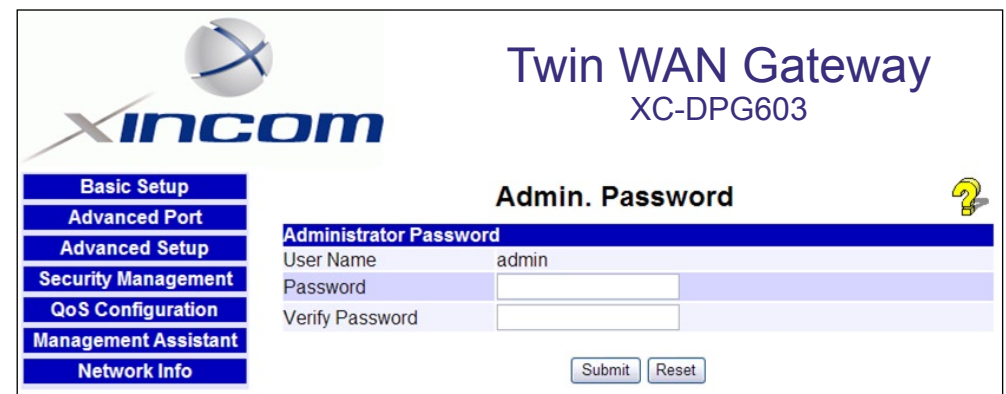 xincom
Twin WAN Gateway
XC-DPG603
Basic Setup
Advanced Port
Advanced Setup
Security Management
QoS Configuration
Management Assistant
Network Info
Admin. Password
?
Administrator Password
User Name admin
Password
Verify Password
Submit Reset